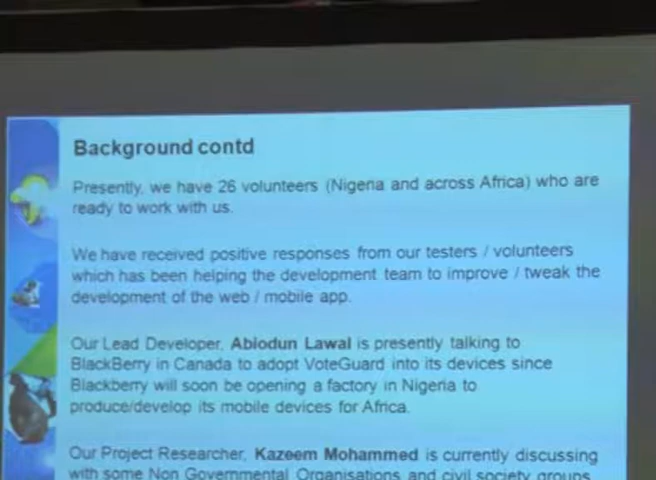 Background contd
Presently, we have 26 volunteers (Nigeria and across Africa) who are
ready to work with us.
We have received positive responses from our testers / volunteers
which has been helping the development team to improve / tweak the
development of the web / mobile app.
Our Lead Developer, Abiodun Lawal is presently talking to
BlackBerry in Canada to adopt VoteGuard into its devices since
Blackberry will soon be opening a factory in Nigeria to
produce/develop its mobile devices for Africa.
Our Project Researcher, Kazeem Mohammed is currently discussing
with some Non Governmental Organisations and civil society groups